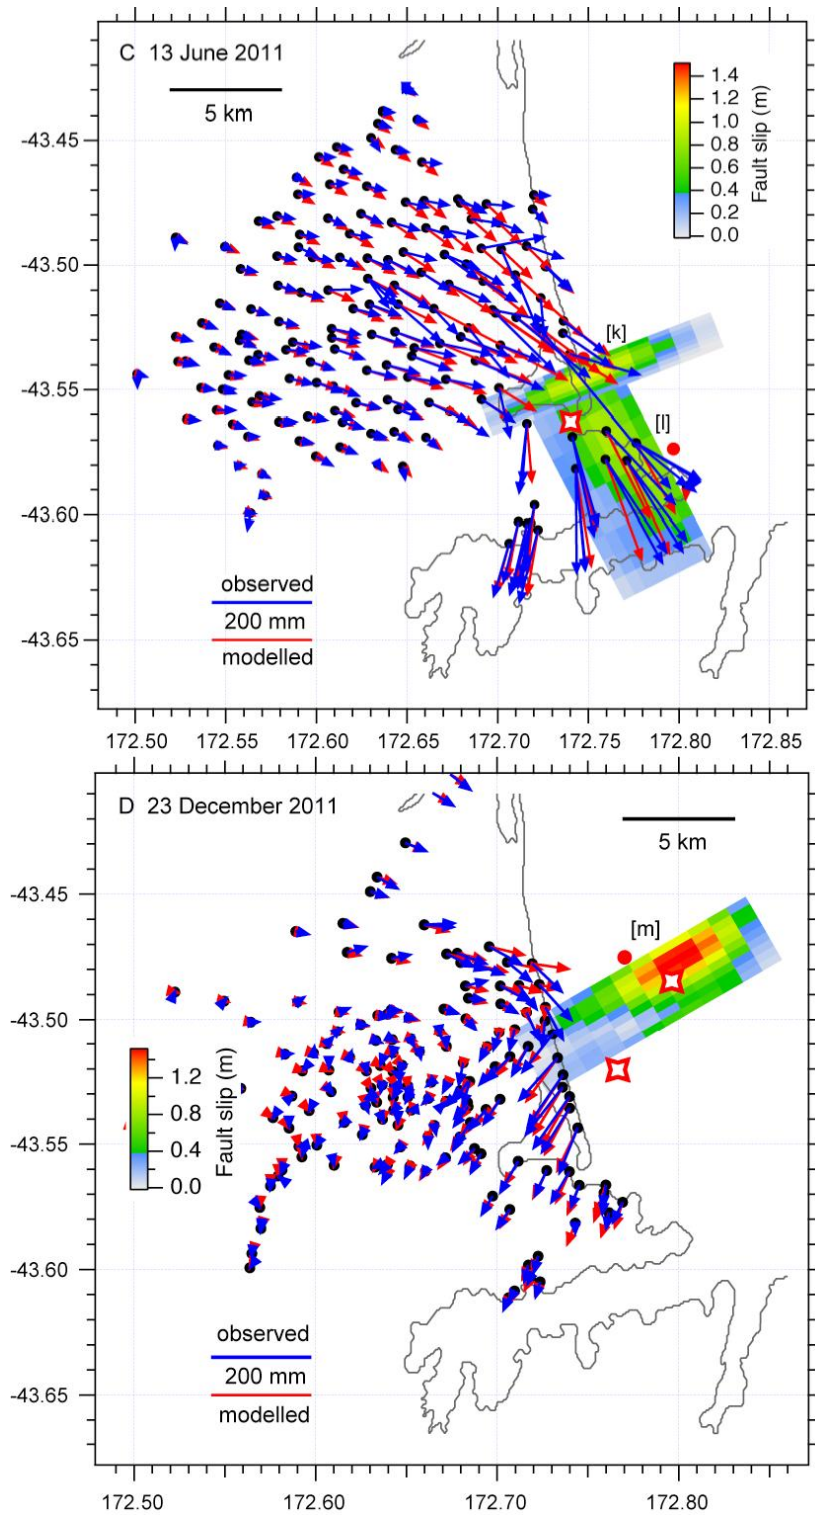 C 13 June 2011
5 km
1.4
1.2
1.0
0.8
0.6
0.4
0.2
0.0
Fault slip (m)
-43.45
-43.50
-43.55
-43.60
-43.65
[k]
[l]
observed
200 mm
modelled
172.50 172.55 172.60 172.65 172.70 172.75 172.80 172.85
D 23 December 2011
5 km
-43.45
-43.50
-43.55
-43.60
-43.65
[m]
1.2
0.8
0.4
0.0
Fault slip (m)
observed
200 mm
modelled
172.50 172.60 172.70 172.80